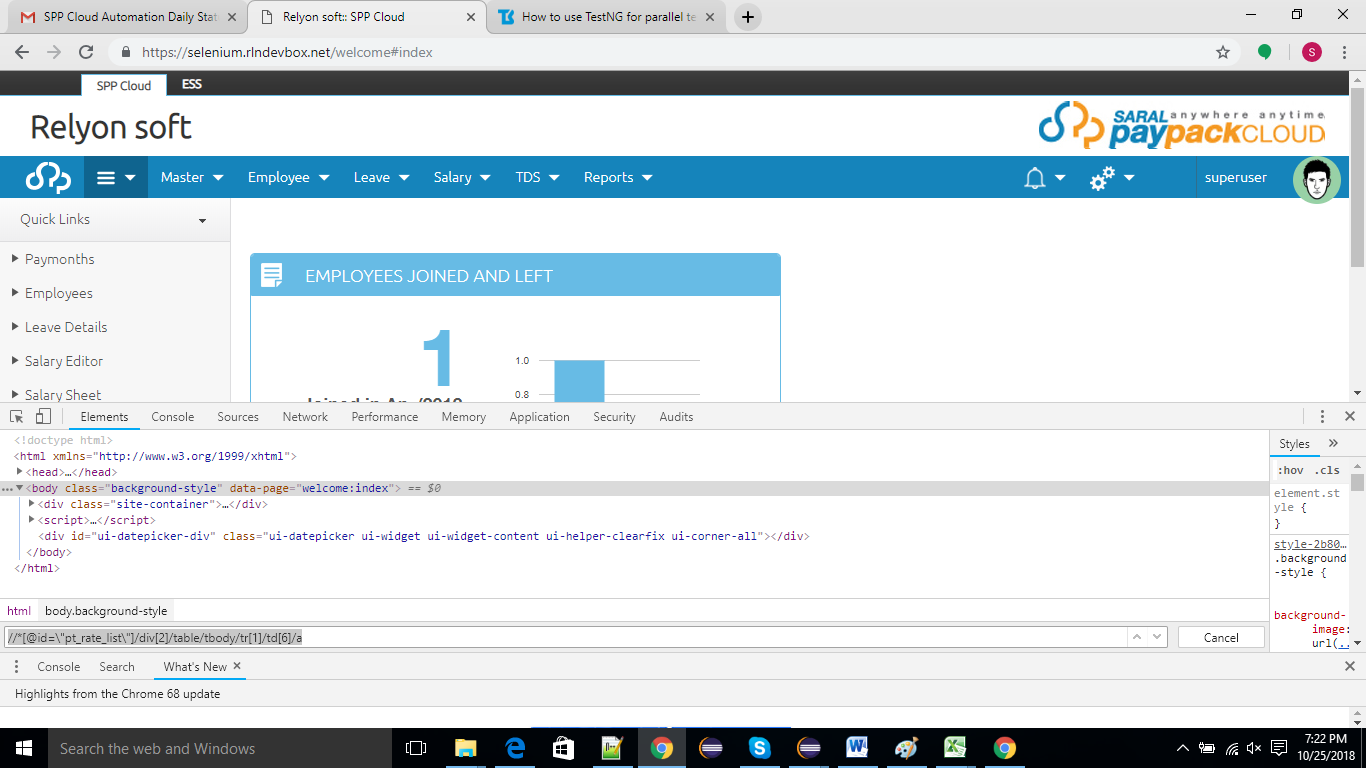 SPP Cloud Automation Daily Stat
Relyon soft:: SPP Cloud
How to use TestNG for parallel te
https://selenium.rlndevbox.net/welcome#index
S
SPP Cloud
ESS
Relyon soft
SARAL anywhere anytime
paypackCLOUD
Master
Employee
Leave
Salary
TDS
Reports
superuser
Quick Links
Paymonths
Employees
Leave Details
Salary Editor
Salary Sheet
EMPLOYEES JOINED AND LEFT
1
1.0
0.8
Elements
Console
Sources
Network
Performance
Memory
Application
Security
Audits
<!doctype html>
<html xmlns="http://www.w3.org/1999/xhtml">
<head>…</head>
<body class="background-style" data-page="welcome:index"> == $0
<div class="site-container">…</div>
<script>…</script>
<div id="ui-datepicker-div" class="ui-datepicker ui-widget ui-widget-content ui-helper-clearfix ui-corner-all"></div>
</body>
</html>
Styles
:hov .cls
element.st
yle {
}
style-2b80…
.background
-style {
background-
image:
url(..
html
body.background-style
//*[@id=\"pt_rate_list\"]/div[2]/table/tbody/tr[1]/td[6]/a
Cancel
Console
Search
What's New
Highlights from the Chrome 68 update
Search the web and Windows
7:22 PM
10/25/2018